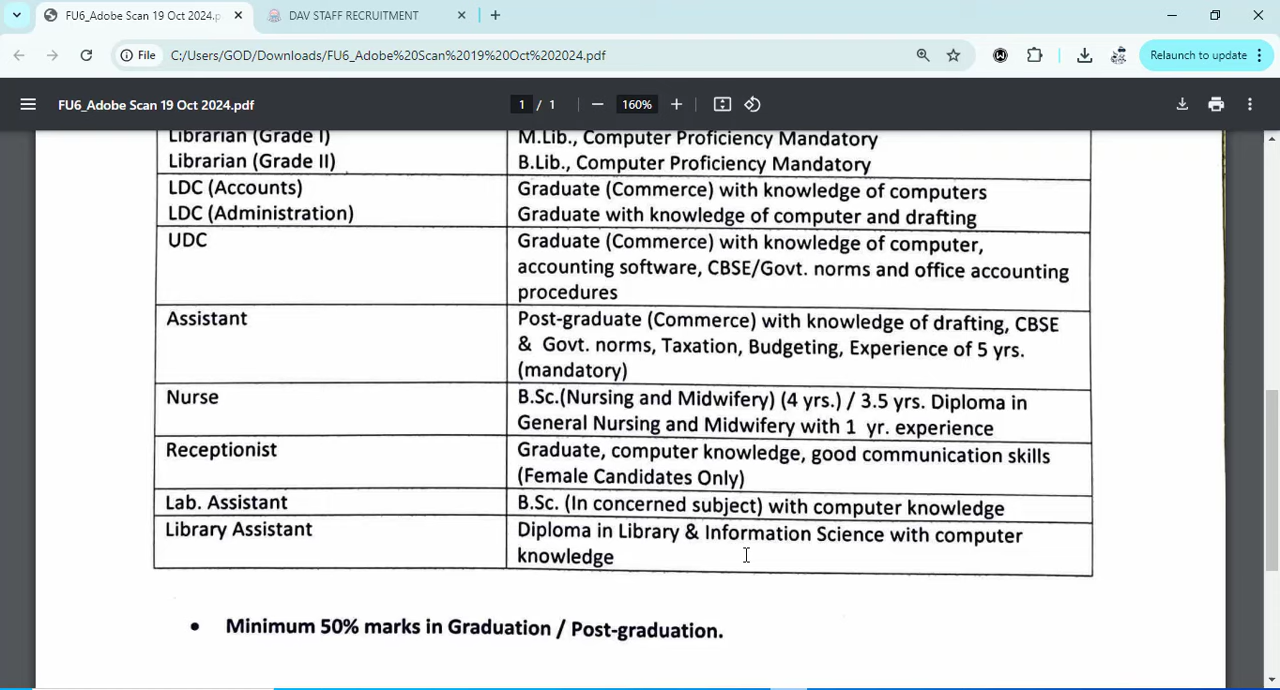 FU6_Adobe Scan 19 Oct 2024.p
DAV STAFF RECRUITMENT
File
C:/Users/GOD/Downloads/FU6_Adobe%20Scan%2019%20Oct%202024.pdf
Relaunch to update
FU6_Adobe Scan 19 Oct 2024.pdf
1 / 1
160%
Librarian (Grade I)
M.Lib., Computer Proficiency Mandatory
Librarian (Grade II)
B.Lib., Computer Proficiency Mandatory
LDC (Accounts)
Graduate (Commerce) with knowledge of computers
LDC (Administration)
Graduate with knowledge of computer and drafting
UDC
Graduate (Commerce) with knowledge of computer,
accounting software, CBSE/Govt. norms and office accounting
procedures
Assistant
Post-graduate (Commerce) with knowledge of drafting, CBSE
& Govt. norms, Taxation, Budgeting, Experience of 5 yrs.
(mandatory)
Nurse
B.Sc.(Nursing and Midwifery) (4 yrs.) / 3.5 yrs. Diploma in
General Nursing and Midwifery with 1 yr. experience
Receptionist
Graduate, computer knowledge, good communication skills
(Female Candidates Only)
Lab. Assistant
B.Sc. (In concerned subject) with computer knowledge
Library Assistant
Diploma in Library & Information Science with computer
knowledge
• Minimum 50% marks in Graduation / Post-graduation.